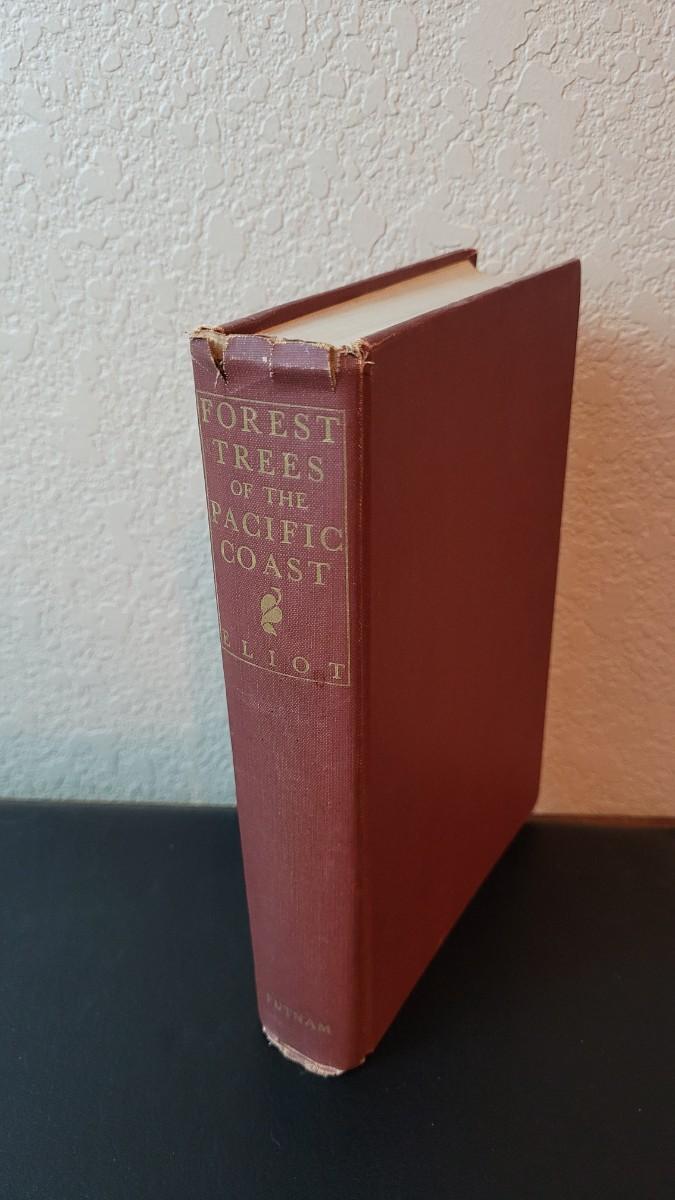 FOREST
TREES
OF THE
PACIFIC
COAST
ELIOT
PUTNAM